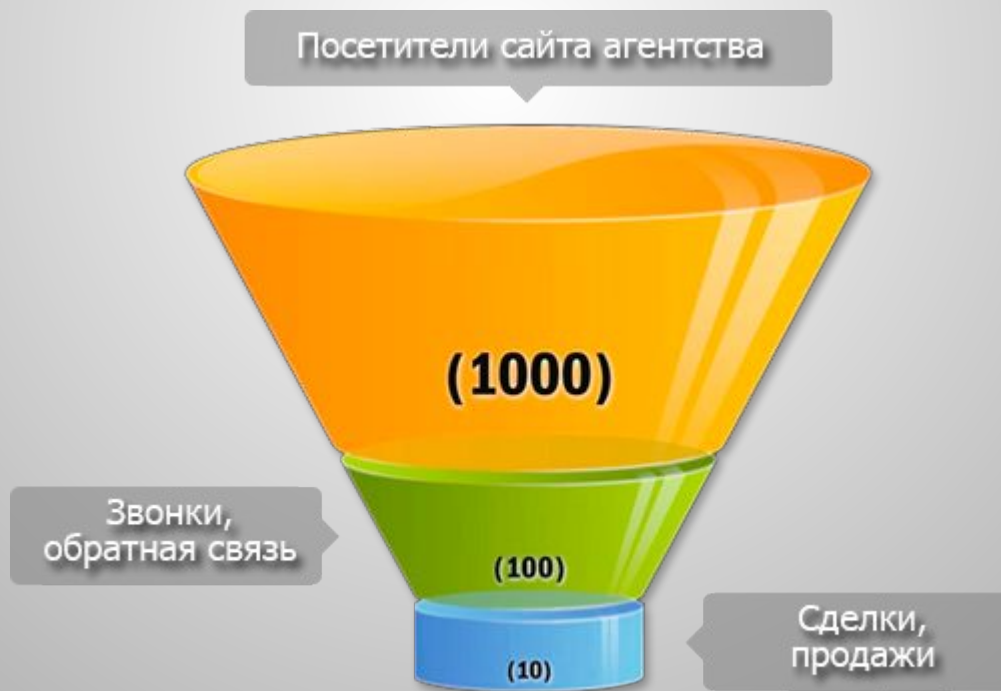 Посетители сайта агентства
(1000)
Звонки,
обратная связь
(100)
Сделки,
продажи
(10)